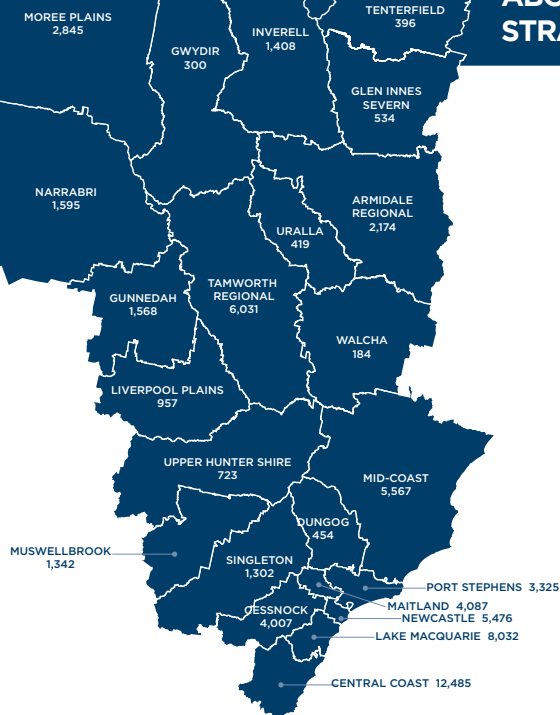 MOREE PLAINS
2,845
GWYDIR
300
INVERELL
1,408
TENTERFIELD
396
STRA
GLEN INNES
SEVERN
534
NARRABRI
1,595
ARMIDALE
REGIONAL
2,174
URALLA
419
GUNNEDAH
1,568
TAMWORTH
REGIONAL
6,031
WALCHA
184
LIVERPOOL PLAINS
957
UPPER HUNTER SHIRE
723
MID-COAST
5,567
DUNGOG
454
MUSWELLBROOK
1,342
SINGLETON
1,302
PORT STEPHENS 3,325
MAITLAND 4,087
CESSNOCK
4,007
NEWCASTLE 5,476
LAKE MACQUARIE 8,032
CENTRAL COAST 12,485